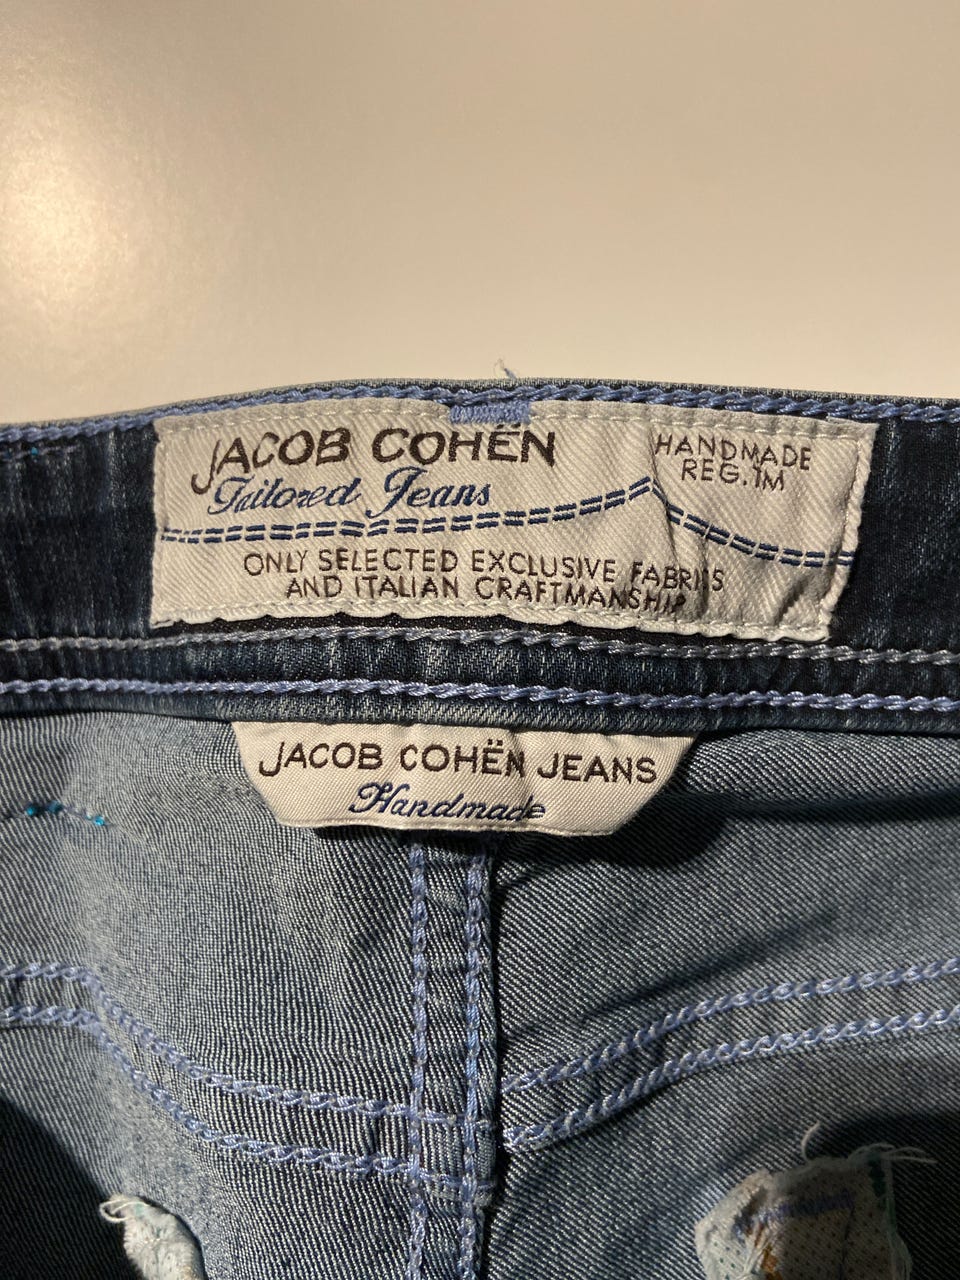 JACOB COHËN
Tailored Jeans
HANDMADE
REG.TM
ONLY SELECTED EXCLUSIVE FABRICS
AND ITALIAN CRAFTMANSHIP
JACOB COHËN JEANS
Handmade